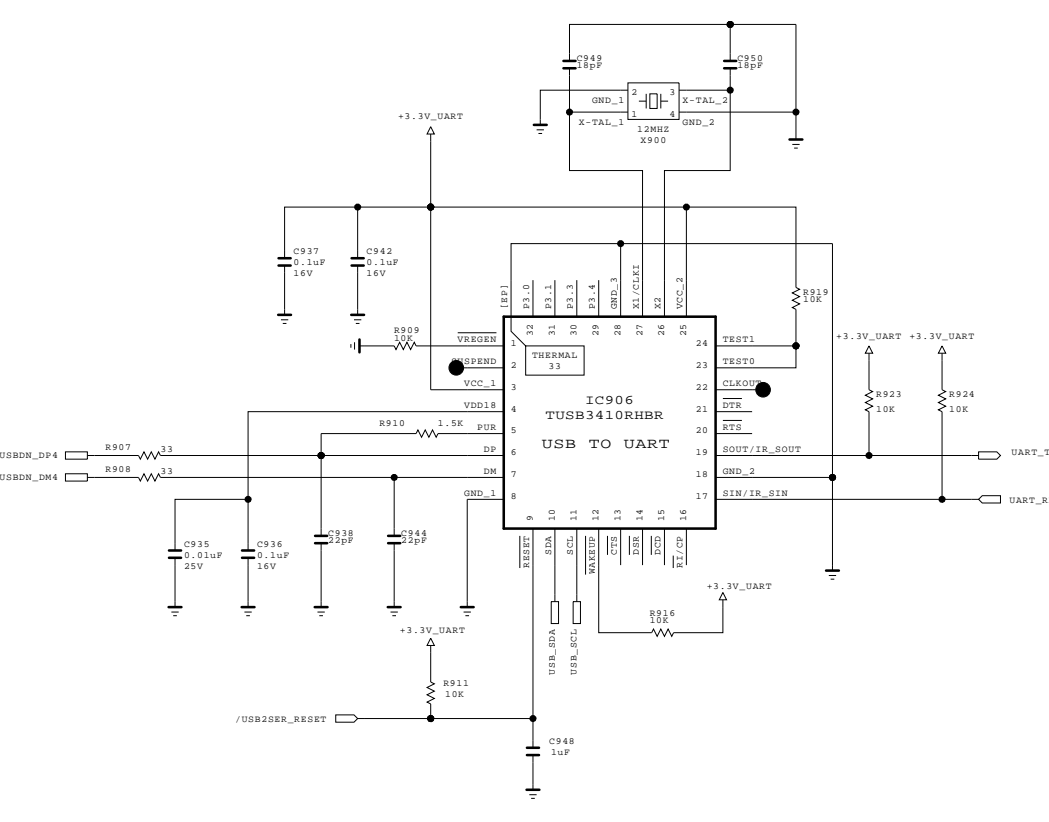 C949
18pF
C950
18pF
2
3
GND_1
X-TAL_2
1
4
X-TAL_1
GND_2
12MHZ
X900
+3.3V_UART
C937
0.1uF
16V
C942
0.1uF
16V
[EP]
P3.0
P3.1
P3.3
P3.4
GND_3
X1/CLKI
X2
VCC_2
R919
10K
32
31
30
29
28
27
26
25
R909
10K
VREGEN
1
SUSPEND
2
VCC_1
3
VDD18
4
R910
1.5K
PUR
5
USBDN_DP4
R907
33
DP
6
USBDN_DM4
R908
33
DM
7
GND_1
8
THERMAL
33
IC906
TUSB3410RHBR
USB TO UART
24
TEST1
23
TEST0
22
CLKOUT
21
DTR
20
RTS
19
SOUT/IR_SOUT
18
GND_2
17
SIN/IR_SIN
+3.3V_UART
+3.3V_UART
R923
10K
R924
10K
UART_T
UART_R
9
10
11
12
13
14
15
16
RESET
SDA
SCL
WAKEUP
CTS
DSR
DCD
RI/CP
C935
0.01uF
25V
C936
0.1uF
16V
C938
22pF
C944
22pF
USB_SDA
USB_SCL
R916
10K
+3.3V_UART
+3.3V_UART
R911
10K
/USB2SER_RESET
C948
1uF